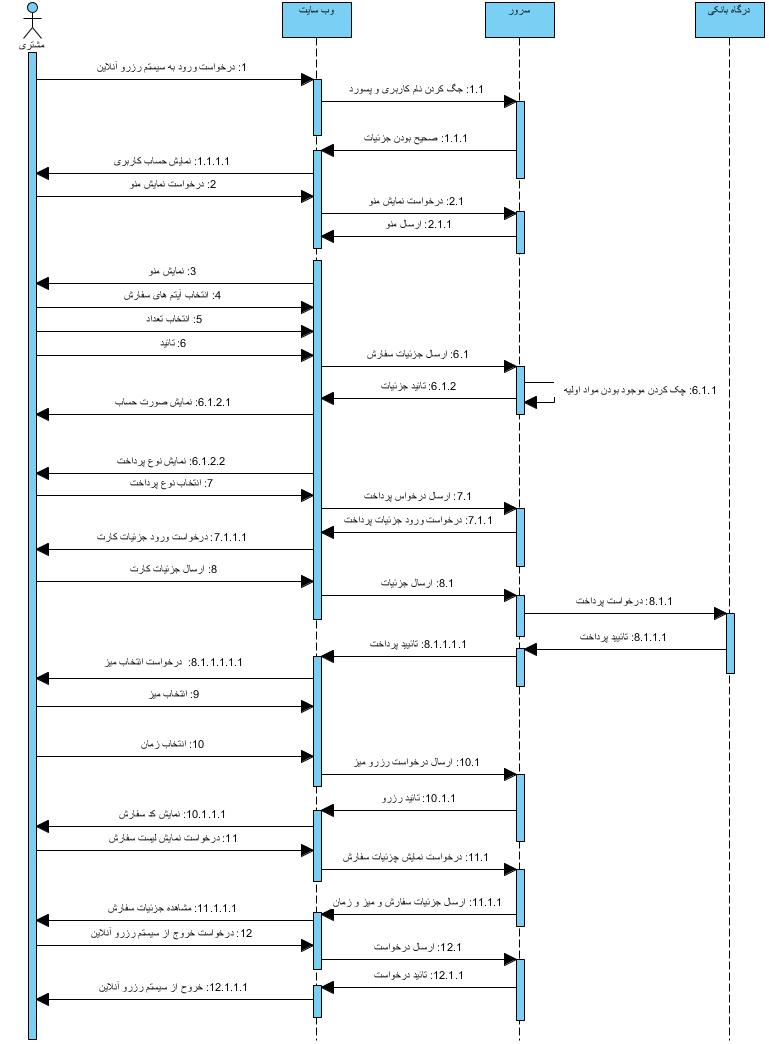 مشتری
وب سایت
سرور
درگاه بانکی
1: درخواست ورود به سیستم رزرو آنلاین
1.1: جگ کردن نام کاربری و پسورد
1.1.1: صحیح بودن جزئیات
1.1.1.1: نمایش حساب کاربری
2: درخواست نمایش منو
2.1: درخواست نمایش منو
2.1.1: ارسال منو
3: نمایش منو
4: انتخاب آیتم های سفارش
5: انتخاب تعداد
6: تائید
6.1: ارسال جزئیات سفارش
6.1.1: چک کردن موجود بودن مواد اولیه
6.1.2: تائید جزئیات
6.1.2.1: نمایش صورت حساب
6.1.2.2: نمایش نوع پرداخت
7: انتخاب نوع پرداخت
7.1: ارسال درخواس پرداخت
7.1.1: درخواست ورود جزئیات پرداخت
7.1.1.1: درخواست ورود جزئیات کارت
8: ارسال جزئیات کارت
8.1: ارسال جزئیات
8.1.1: درخواست پرداخت
8.1.1.1: تائیید پرداخت
8.1.1.1.1: تائیید پرداخت
8.1.1.1.1.1: درخواست انتخاب میز
9: انتخاب میز
10: انتخاب زمان
10.1: ارسال درخواست رزرو میز
10.1.1: تائید رزرو
10.1.1.1: نمایش کد سفارش
11: درخواست نمایش لیست سفارش
11.1: درخواست نمایش چزئیات سفارش
11.1.1: ارسال جزئیات سفارش و میز و زمان
11.1.1.1: مشاهده جزئیات سفارش
12: درخواست خروج از سیستم رزرو آنلاین
12.1: ارسال درخواست
12.1.1: تائید درخواست
12.1.1.1: خروج از سیستم رزرو آنلاین